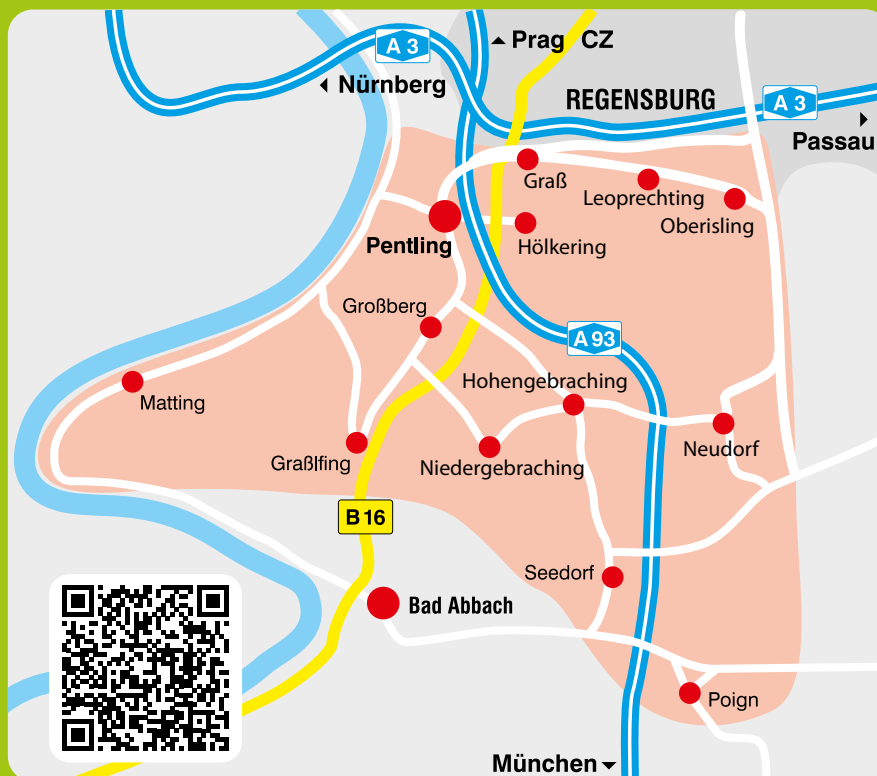 A 3
Prag CZ
Nürnberg
REGENSBURG
A 3
Passau
Graß
Leoprechting
Oberisling
Pentling
Hölkering
Großberg
A 93
Hohengebraching
Matting
Neudorf
Graßlfing
Niedergebraching
B 16
Seedorf
Bad Abbach
Poign
München